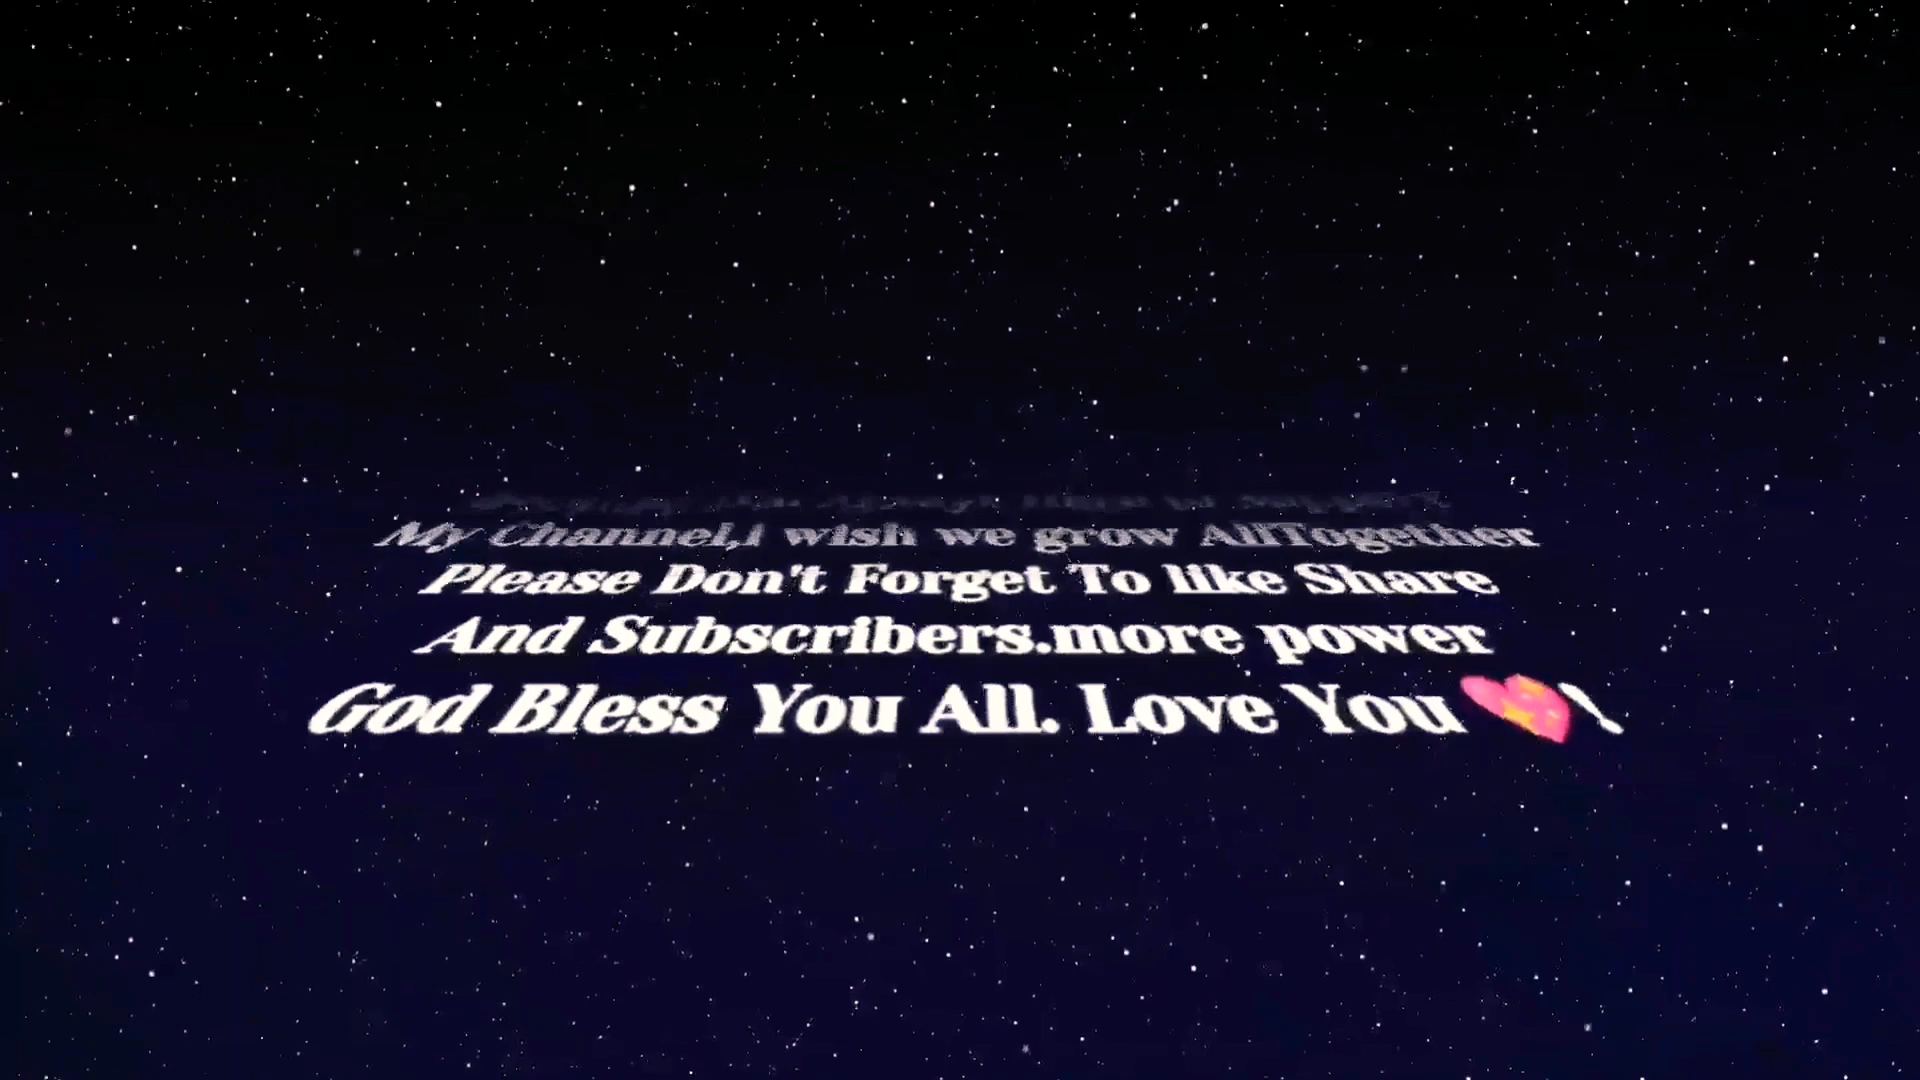 My Channel,i wish we grow AllTogether
Please Don't Forget To like Share
And Subscribers.more power
God Bless You All. Love You 💖!